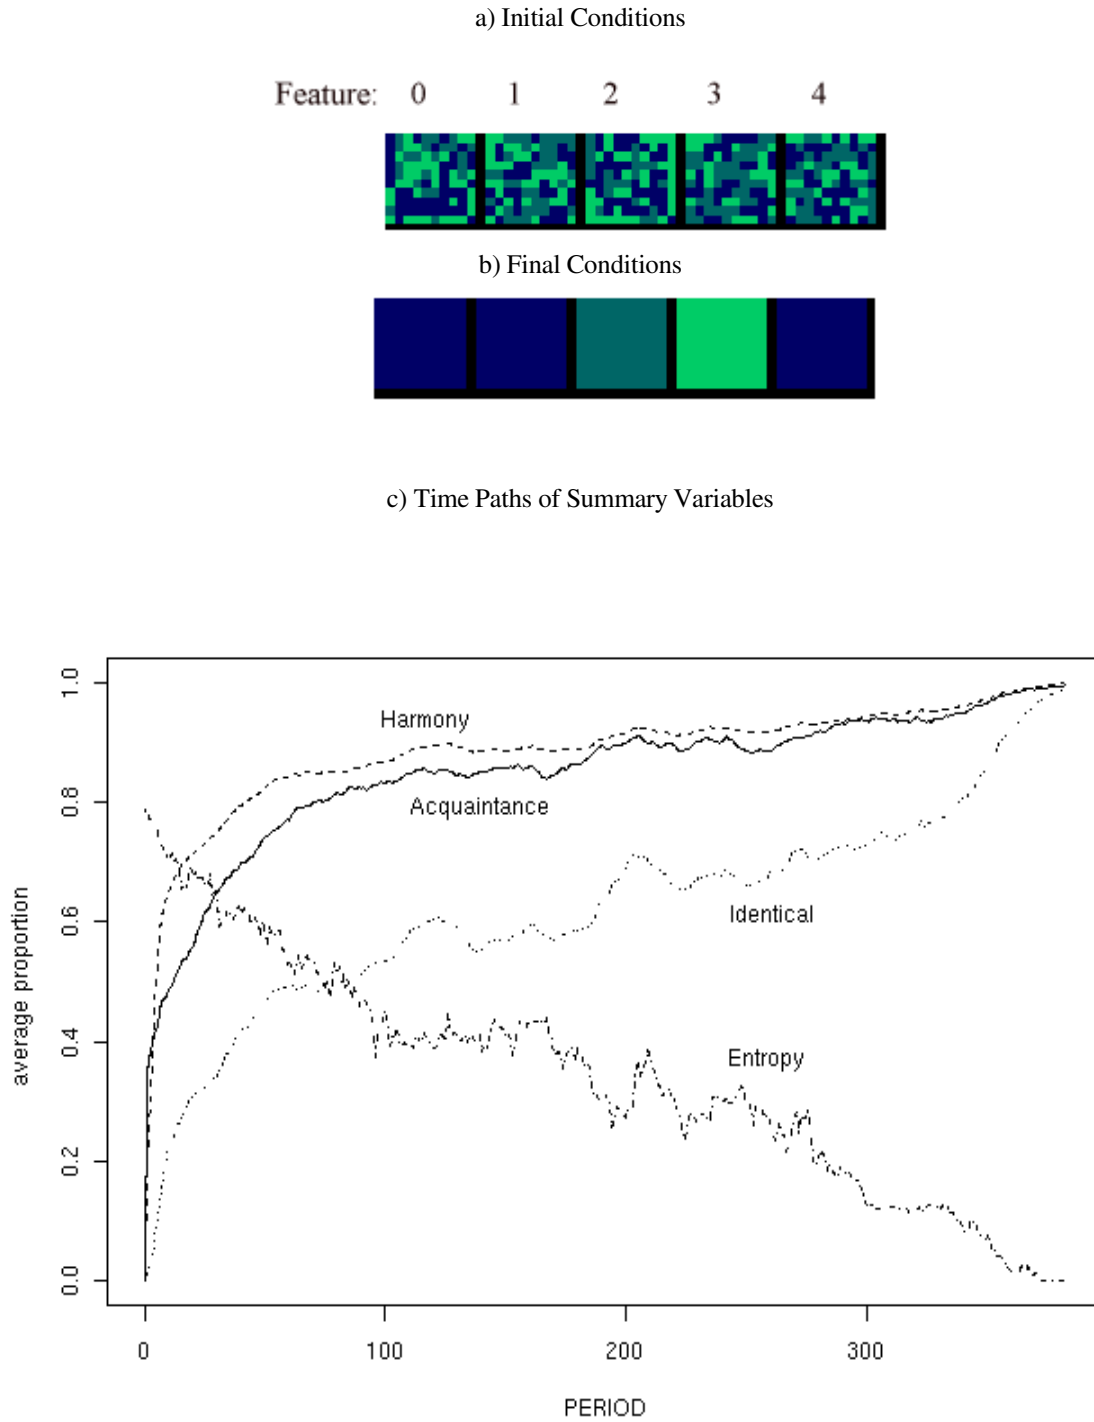 a) Initial Conditions
Feature: 0 1 2 3 4
b) Final Conditions
c) Time Paths of Summary Variables
1.0
0.8
0.6
0.4
0.2
0.0
average proportion
Harmony
Acquaintance
Identical
Entropy
0 100 200 300
PERIOD